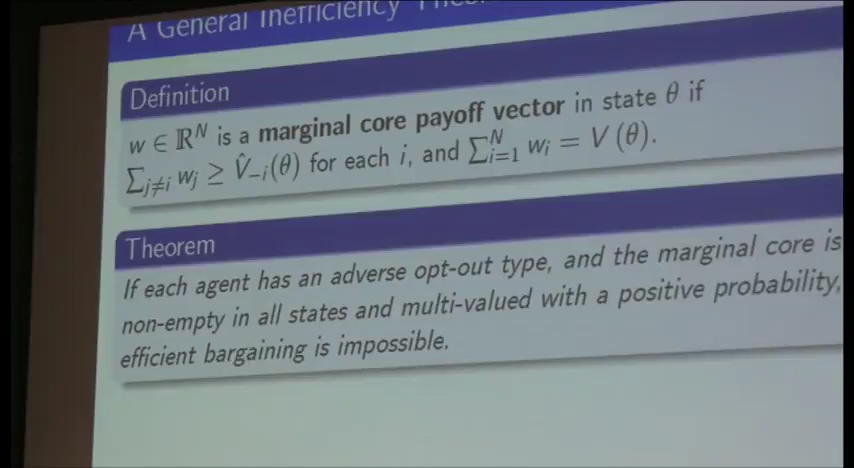 A General Inefficiency
Definition
w ∈ ℝ^N is a marginal core payoff vector in state θ if
∑_{j≠i} w_j ≥ V̂_{−i}(θ) for each i, and ∑_{i=1}^N w_i = V(θ).
Theorem
If each agent has an adverse opt-out type, and the marginal core is
non-empty in all states and multi-valued with a positive probability,
efficient bargaining is impossible.